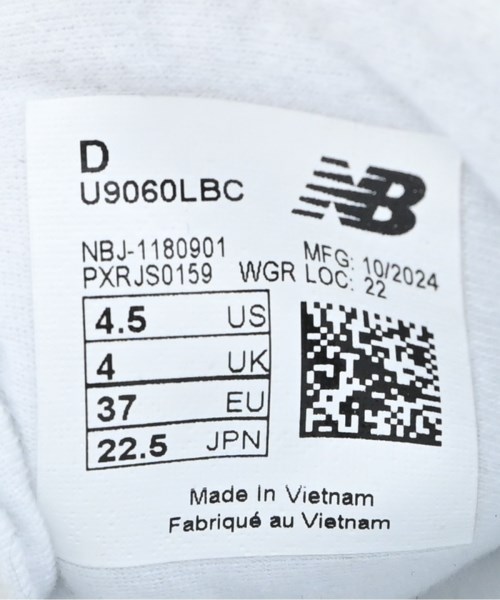 D
U9060LBC
NB
NBJ-1180901
PXRJS0159 WGR
MFG: 10/2024
LOC: 22
4.5 US
4 UK
37 EU
22.5 JPN
Made In Vietnam
Fabriqué au Vietnam